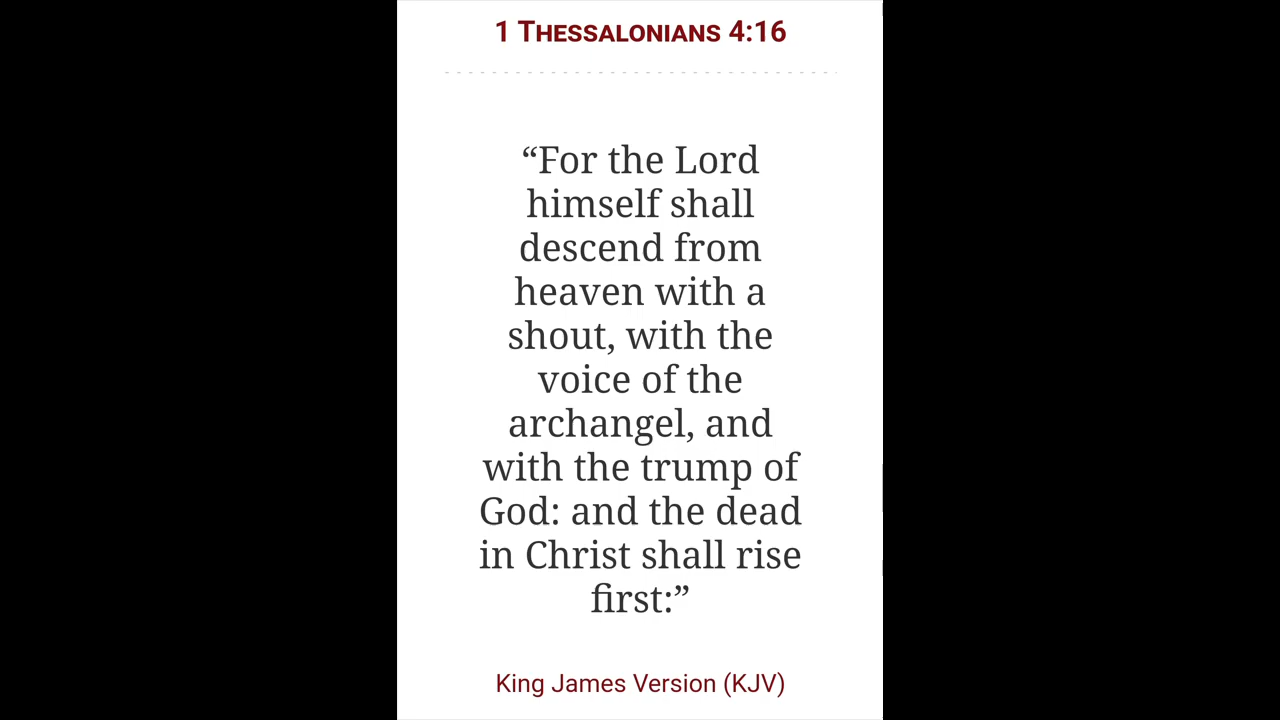 1 Thessalonians 4:16
“For the Lord
himself shall
descend from
heaven with a
shout, with the
voice of the
archangel, and
with the trump of
God: and the dead
in Christ shall rise
first:”
King James Version (KJV)